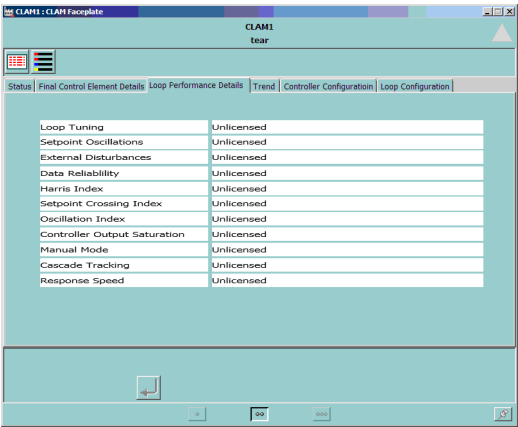 CLAM1 : CLAM Faceplate
CLAM1
tear
Status Final Control Element Details Loop Performance Details Trend Controller Configuratioin Loop Configuration
Loop Tuning Unlicensed
Setpoint Oscillations Unlicensed
External Disturbances Unlicensed
Data Reliablility Unlicensed
Harris Index Unlicensed
Setpoint Crossing Index Unlicensed
Oscillation Index Unlicensed
Controller Output Saturation Unlicensed
Manual Mode Unlicensed
Cascade Tracking Unlicensed
Response Speed Unlicensed